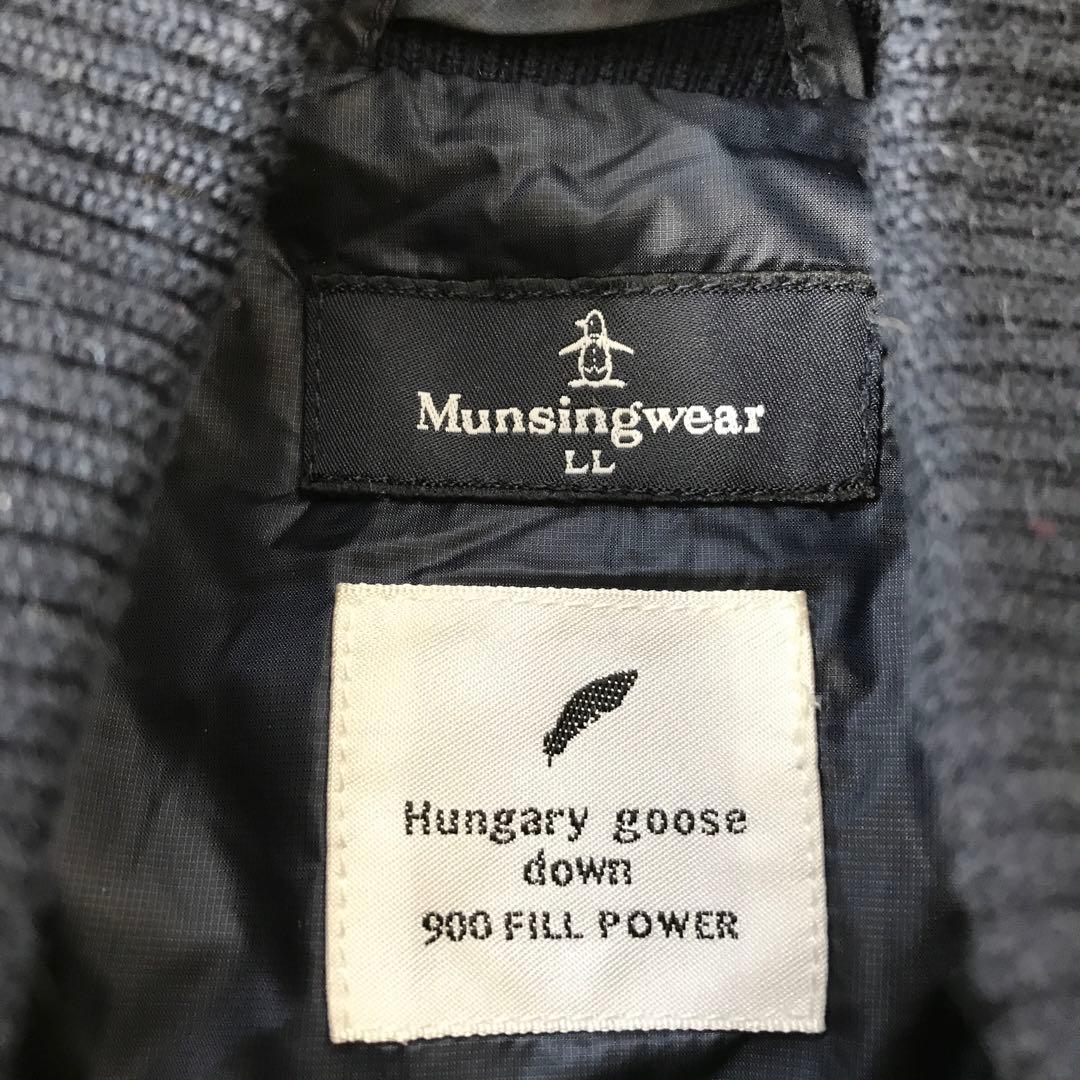 Munsingwear
LL
Hungary goose
down
900 FILL POWER